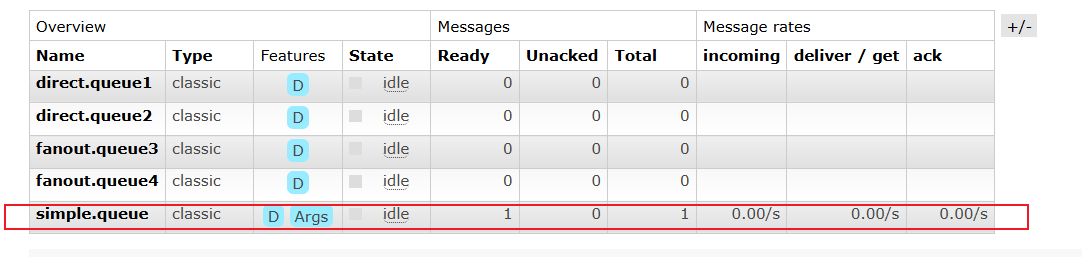 Overview Messages Message rates +/-
Name Type Features State Ready Unacked Total incoming deliver / get ack
direct.queue1 classic D idle 0 0 0
direct.queue2 classic D idle 0 0 0
fanout.queue3 classic D idle 0 0 0
fanout.queue4 classic D idle 0 0 0
simple.queue classic D Args idle 1 0 1 0.00/s 0.00/s 0.00/s